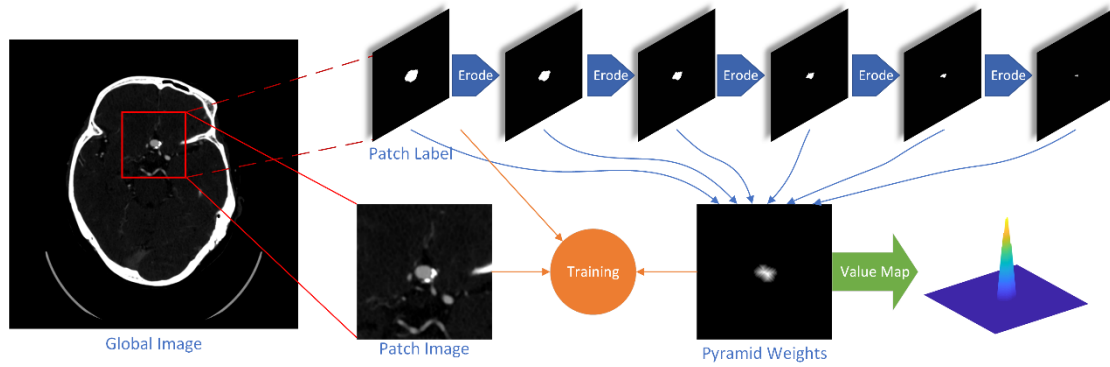 Erode
Erode
Erode
Erode
Erode
Patch Label
Training
Value Map
Global Image
Patch Image
Pyramid Weights